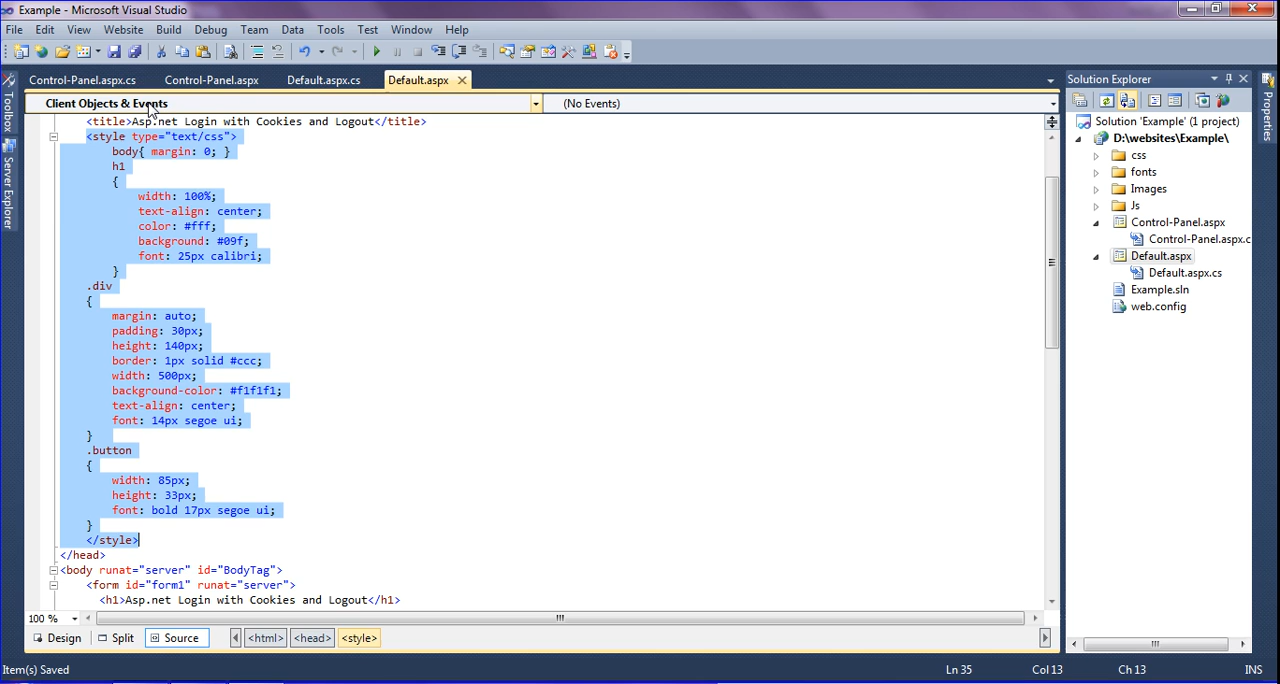 Example - Microsoft Visual Studio
File Edit View Website Build Debug Team Data Tools Test Window Help
Control-Panel.aspx.cs Control-Panel.aspx Default.aspx.cs Default.aspx
Client Objects & Events (No Events)
Toolbox
Server Explorer
<title>Asp.net Login with Cookies and Logout</title>
<style type="text/css">
body{ margin: 0; }
h1
{
width: 100%;
text-align: center;
color: #fff;
background: #09f;
font: 25px calibri;
}
.div
{
margin: auto;
padding: 30px;
height: 140px;
border: 1px solid #ccc;
width: 500px;
background-color: #f1f1f1;
text-align: center;
font: 14px segoe ui;
}
.button
{
width: 85px;
height: 33px;
font: bold 17px segoe ui;
}
</style>
</head>
<body runat="server" id="BodyTag">
<form id="form1" runat="server">
<h1>Asp.net Login with Cookies and Logout</h1>
100 %
Design Split Source <html> <head> <style>
Solution Explorer
Solution 'Example' (1 project)
D:\websites\Example\
css
fonts
Images
Js
Control-Panel.aspx
Control-Panel.aspx.c
Default.aspx
Default.aspx.cs
Example.sln
web.config
Properties
Item(s) Saved Ln 35 Col 13 Ch 13 INS